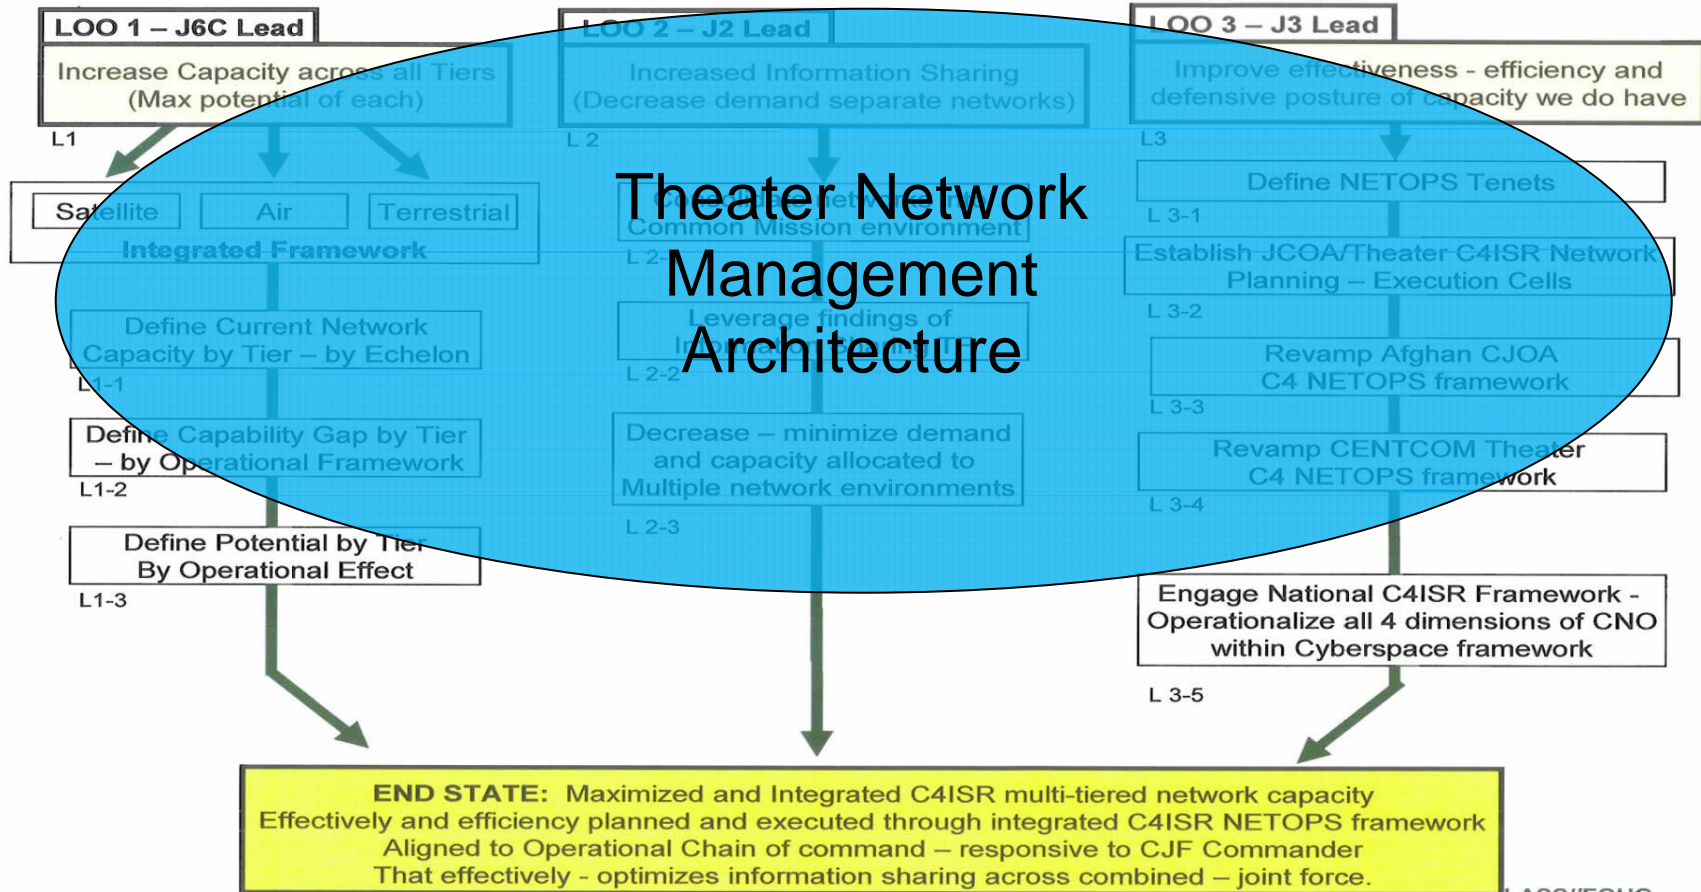 LOO 1 – J6C Lead
Increase Capacity across all Tiers
(Max potential of each)
L1
Satellite
Air
Terrestrial
Integrated Framework
Define Current Network
Capacity by Tier – by Echelon
L1-1
Define Capability Gap by Tier
– by Operational Framework
L1-2
Define Potential by Tier
By Operational Effect
L1-3
LOO 2 – J2 Lead
Increased Information Sharing
(Decrease demand separate networks)
L 2
Theater Network
Management
Architecture
Common Mission environment
L 2-
Leverage findings of
L 2-2
Decrease – minimize demand
and capacity allocated to
Multiple network environments
L 2-3
LOO 3 – J3 Lead
Improve effectiveness - efficiency and
defensive posture of capacity we do have
L3
Define NETOPS Tenets
L 3-1
Establish JCOA/Theater C4ISR Network
Planning – Execution Cells
L 3-2
Revamp Afghan CJOA
C4 NETOPS framework
L 3-3
Revamp CENTCOM Theater
C4 NETOPS framework
L 3-4
Engage National C4ISR Framework -
Operationalize all 4 dimensions of CNO
within Cyberspace framework
L 3-5
END STATE: Maximized and Integrated C4ISR multi-tiered network capacity
Effectively and efficiency planned and executed through integrated C4ISR NETOPS framework
Aligned to Operational Chain of command – responsive to CJF Commander
That effectively - optimizes information sharing across combined – joint force.